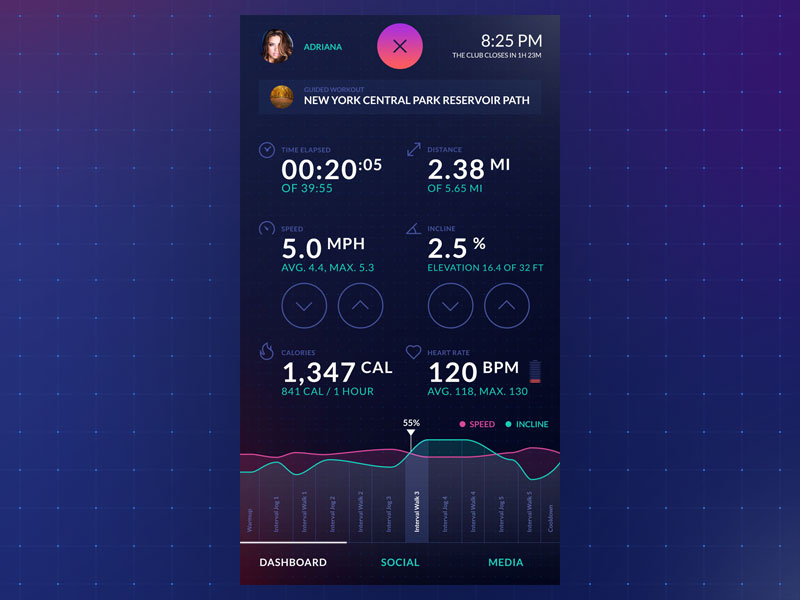 ADRIANA
8:25 PM
THE CLUB CLOSES IN 1H 23M
GUIDED WORKOUT
NEW YORK CENTRAL PARK RESERVOIR PATH
TIME ELAPSED
00:20:05
OF 39:55
DISTANCE
2.38 MI
OF 5.65 MI
SPEED
5.0 MPH
AVG. 4.4, MAX. 5.3
INCLINE
2.5 %
ELEVATION 16.4 OF 32 FT
CALORIES
1,347 CAL
841 CAL / 1 HOUR
HEART RATE
120 BPM
AVG. 118, MAX. 130
55%
SPEED
INCLINE
Warmup
Interval Jog 1
Interval Walk 1
Interval Jog 2
Interval Walk 2
Interval Jog 3
Interval Walk 3
Interval Jog 4
Interval Walk 4
Interval Jog 5
Interval Walk 5
Cooldown
DASHBOARD
SOCIAL
MEDIA